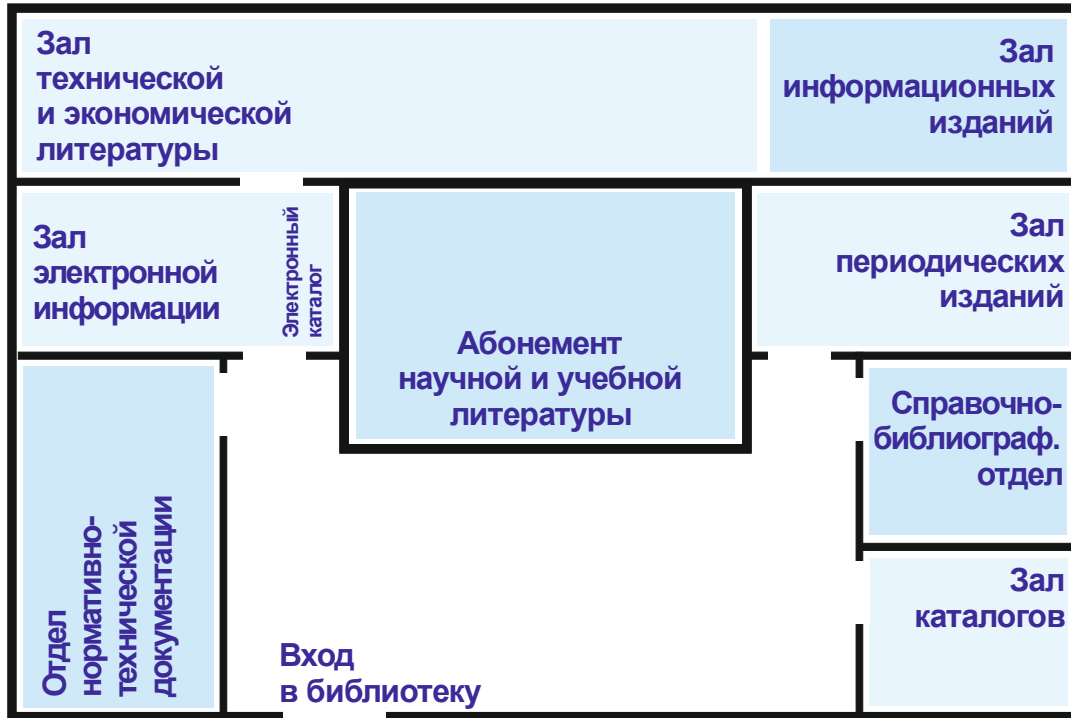 Зал
технической
и экономической
литературы
Зал
информационных
изданий
Зал
электронной
информации
Электронный
каталог
Абонемент
научной и учебной
литературы
Зал
периодических
изданий
Справочно-
библиограф.
отдел
Отдел
нормативно-
технической
документации
Зал
каталогов
Вход
в библиотеку